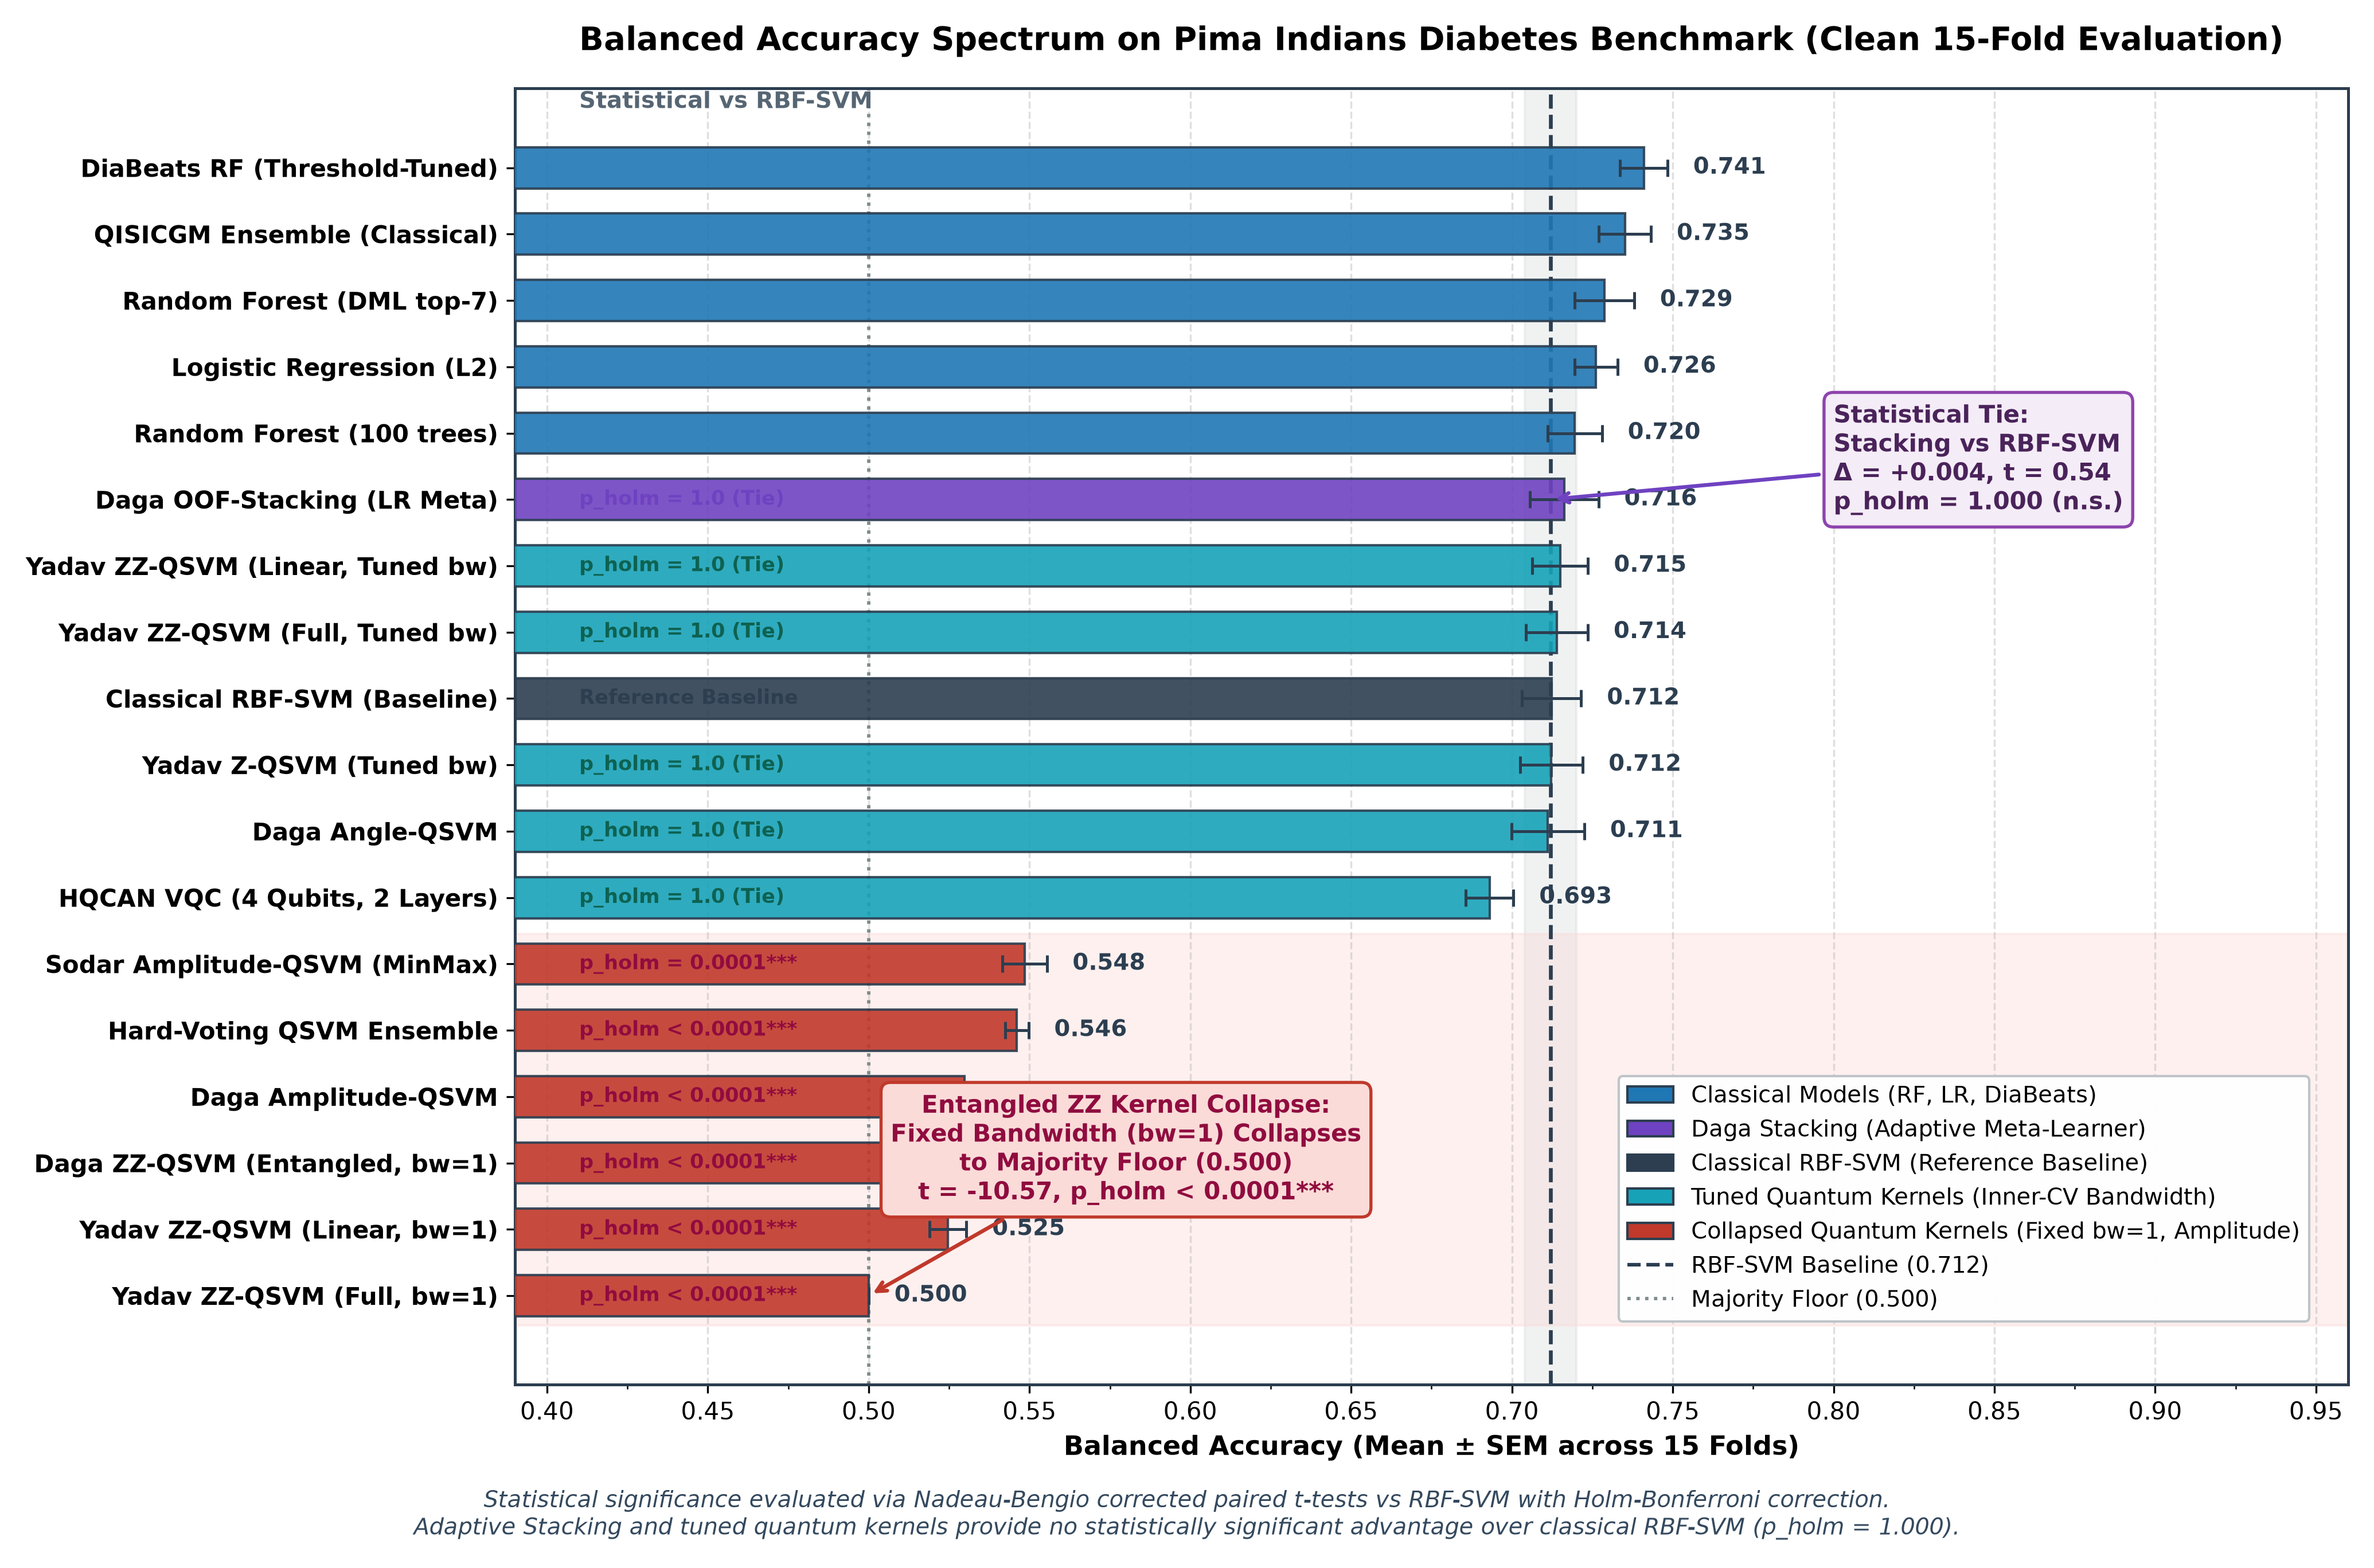 Balanced Accuracy Spectrum on Pima Indians Diabetes Benchmark (Clean 15-Fold Evaluation)
Statistical vs RBF-SVM
DiaBeats RF (Threshold-Tuned) 0.741
QISICGM Ensemble (Classical) 0.735
Random Forest (DML top-7) 0.729
Logistic Regression (L2) 0.726
Random Forest (100 trees) 0.720
Daga OOF-Stacking (LR Meta) p_holm = 1.0 (Tie) 0.716
Statistical Tie:
Stacking vs RBF-SVM
Δ = +0.004, t = 0.54
p_holm = 1.000 (n.s.)
Yadav ZZ-QSVM (Linear, Tuned bw) p_holm = 1.0 (Tie) 0.715
Yadav ZZ-QSVM (Full, Tuned bw) p_holm = 1.0 (Tie) 0.714
Classical RBF-SVM (Baseline) Reference Baseline 0.712
Yadav Z-QSVM (Tuned bw) p_holm = 1.0 (Tie) 0.712
Daga Angle-QSVM p_holm = 1.0 (Tie) 0.711
HQCAN VQC (4 Qubits, 2 Layers) p_holm = 1.0 (Tie) 0.693
Sodar Amplitude-QSVM (MinMax) p_holm = 0.0001*** 0.548
Hard-Voting QSVM Ensemble p_holm < 0.0001*** 0.546
Daga Amplitude-QSVM p_holm < 0.0001***
Daga ZZ-QSVM (Entangled, bw=1) p_holm < 0.0001***
Yadav ZZ-QSVM (Linear, bw=1) p_holm < 0.0001*** 0.525
Yadav ZZ-QSVM (Full, bw=1) p_holm < 0.0001*** 0.500
Entangled ZZ Kernel Collapse:
Fixed Bandwidth (bw=1) Collapses
to Majority Floor (0.500)
t = -10.57, p_holm < 0.0001***
Classical Models (RF, LR, DiaBeats)
Daga Stacking (Adaptive Meta-Learner)
Classical RBF-SVM (Reference Baseline)
Tuned Quantum Kernels (Inner-CV Bandwidth)
Collapsed Quantum Kernels (Fixed bw=1, Amplitude)
RBF-SVM Baseline (0.712)
Majority Floor (0.500)
0.40 0.45 0.50 0.55 0.60 0.65 0.70 0.75 0.80 0.85 0.90 0.95
Balanced Accuracy (Mean ± SEM across 15 Folds)
Statistical significance evaluated via Nadeau-Bengio corrected paired t-tests vs RBF-SVM with Holm-Bonferroni correction.
Adaptive Stacking and tuned quantum kernels provide no statistically significant advantage over classical RBF-SVM (p_holm = 1.000).